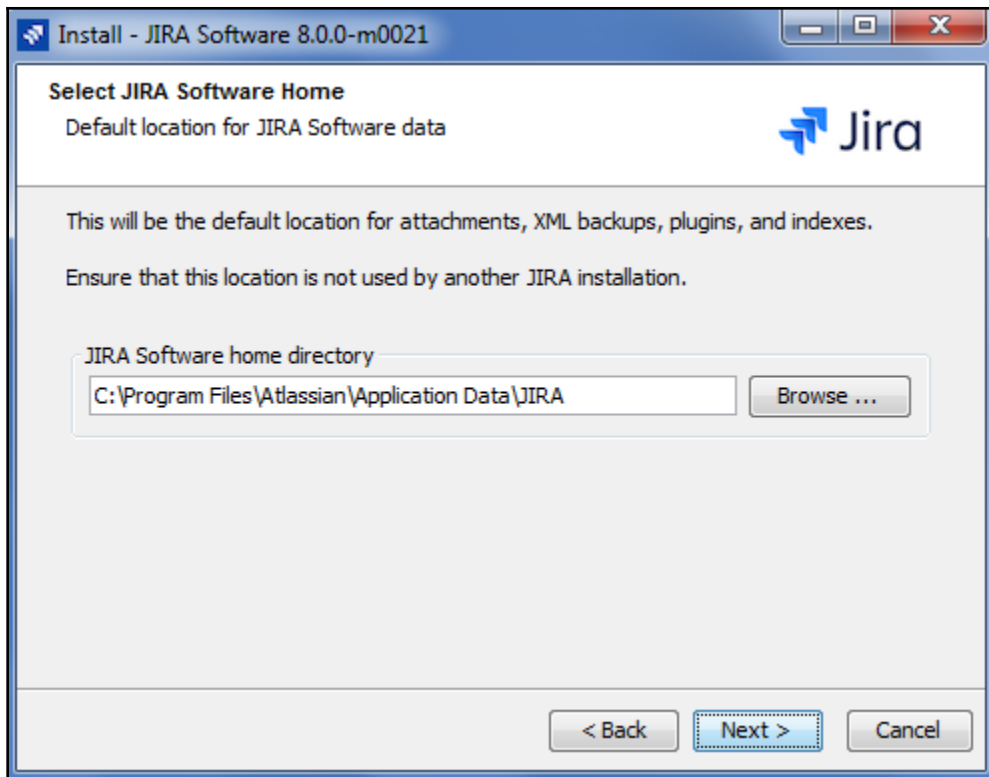 Install - JIRA Software 8.0.0-m0021
Select JIRA Software Home
Default location for JIRA Software data
Jira
This will be the default location for attachments, XML backups, plugins, and indexes.
Ensure that this location is not used by another JIRA installation.
JIRA Software home directory
C:\Program Files\Atlassian\Application Data\JIRA
Browse ...
< Back
Next >
Cancel